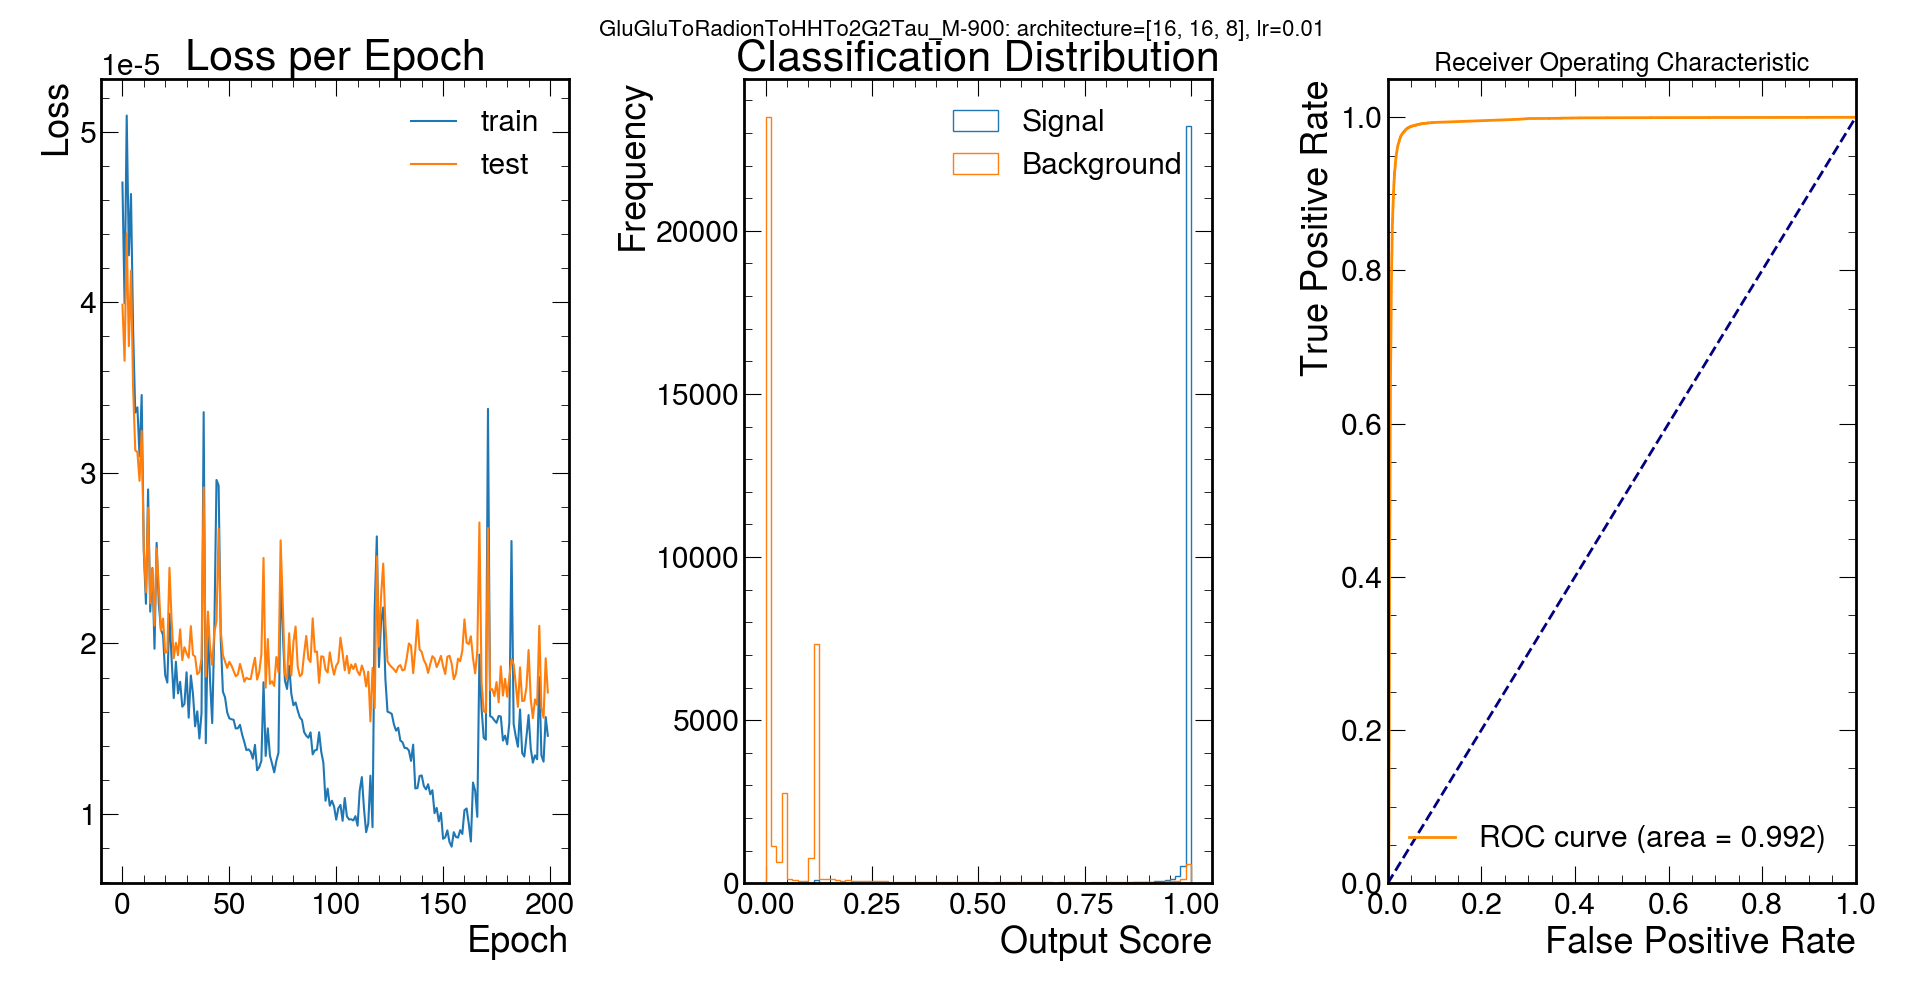 GluGluToRadionToHHTo2G2Tau_M-900: architecture=[16, 16, 8], lr=0.01
Loss per Epoch
1e-5
Loss
train
test
5
4
3
2
1
0 50 100 150 200
Epoch
Classification Distribution
Frequency
Signal
Background
20000
15000
10000
5000
0
0.00 0.25 0.50 0.75 1.00
Output Score
Receiver Operating Characteristic
True Positive Rate
1.0
0.8
0.6
0.4
0.2
0.0
ROC curve (area = 0.992)
0.0 0.2 0.4 0.6 0.8 1.0
False Positive Rate